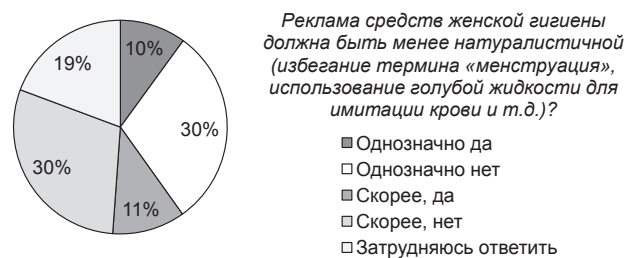 Реклама средств женской гигиены
должна быть менее натуралистичной
(избегание термина «менструация»,
использование голубой жидкости для
имитации крови и т.д.)?
10%
19%
30%
30%
11%
Однозначно да
Однозначно нет
Скорее, да
Скорее, нет
Затрудняюсь ответить